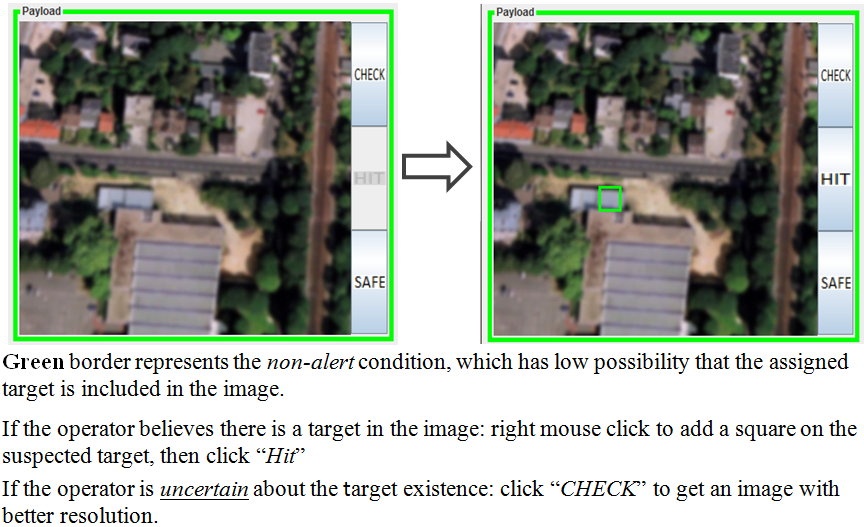 Payload
Payload
CHECK
HIT
SAFE
CHECK
HIT
SAFE
Green border represents the non-alert condition, which has low possibility that the assigned
target is included in the image.
If the operator believes there is a target in the image: right mouse click to add a square on the
suspected target, then click “Hit”
If the operator is uncertain about the target existence: click “CHECK” to get an image with
better resolution.